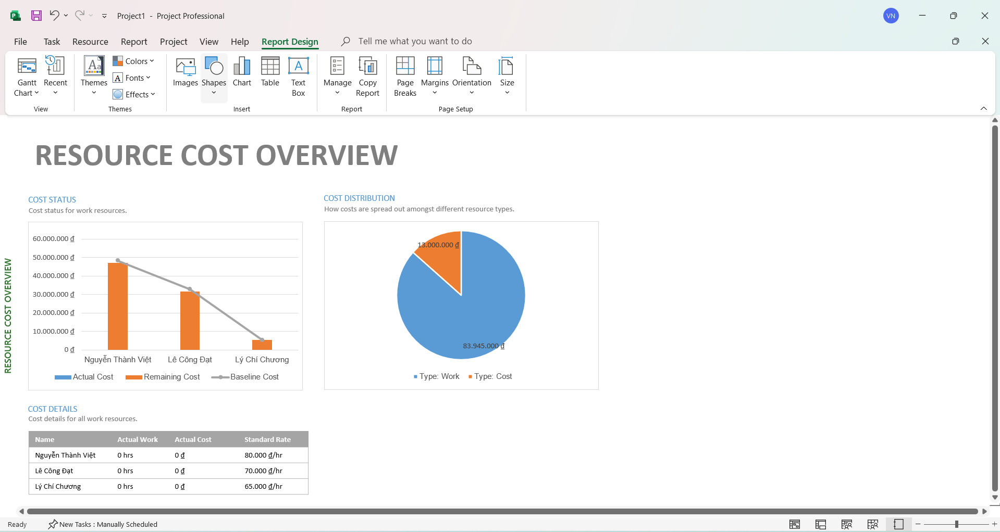 Project1 - Project Professional
VN
File Task Resource Report Project View Help Report Design Tell me what you want to do
Gantt Chart
Recent
View
Themes
Colors
Fonts
Effects
Themes
Images
Shapes
Chart
Table
Text Box
Insert
Manage
Copy Report
Report
Page Breaks
Margins
Orientation
Size
Page Setup
RESOURCE COST OVERVIEW
RESOURCE COST OVERVIEW
COST STATUS
Cost status for work resources.
60.000.000 ₫
50.000.000 ₫
40.000.000 ₫
30.000.000 ₫
20.000.000 ₫
10.000.000 ₫
0 ₫
Nguyễn Thành Việt Lê Công Đạt Lý Chí Chương
Actual Cost Remaining Cost Baseline Cost
COST DISTRIBUTION
How costs are spread out amongst different resource types.
13.000.000 ₫
83.945.000 ₫
Type: Work Type: Cost
COST DETAILS
Cost details for all work resources.
Name Actual Work Actual Cost Standard Rate
Nguyễn Thành Việt 0 hrs 0 ₫ 80.000 ₫/hr
Lê Công Đạt 0 hrs 0 ₫ 70.000 ₫/hr
Lý Chí Chương 0 hrs 0 ₫ 65.000 ₫/hr
Ready New Tasks : Manually Scheduled